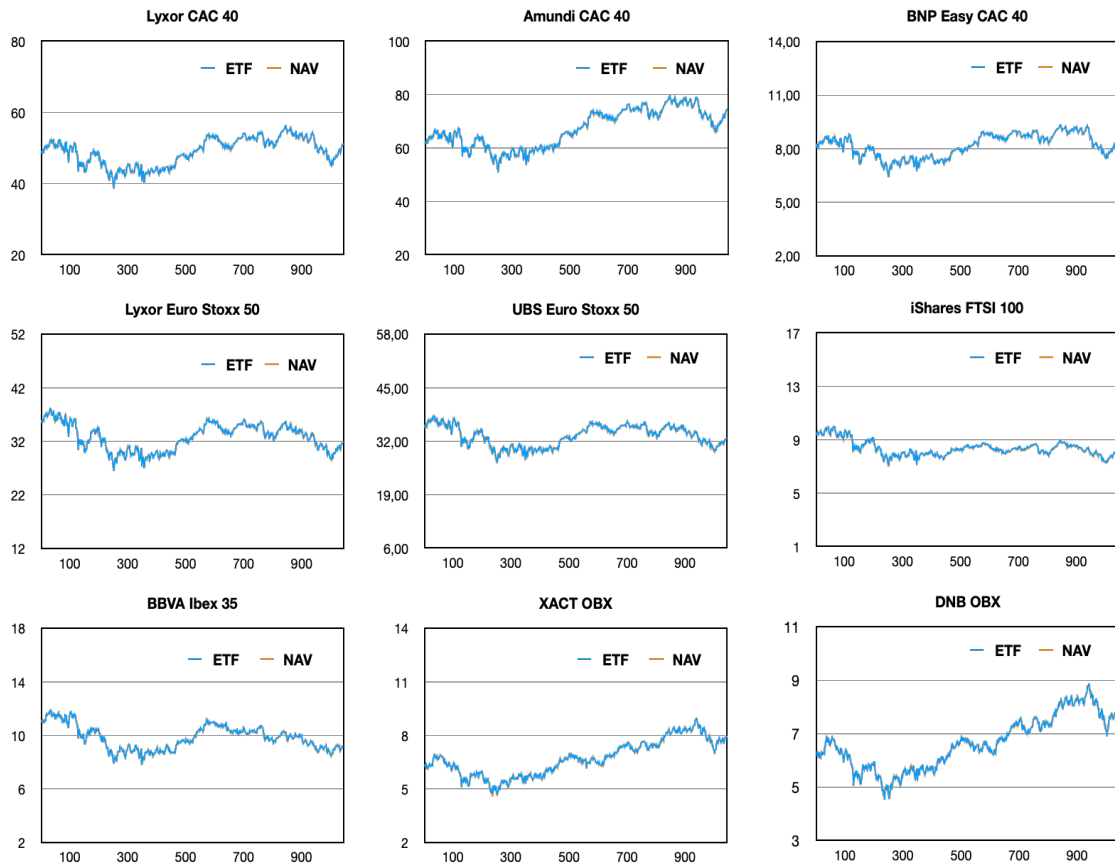 Lyxor CAC 40
80
60
40
20
ETF NAV
100 300 500 700 900
Amundi CAC 40
100
80
60
40
20
ETF NAV
100 300 500 700 900
BNP Easy CAC 40
14,00
11,00
8,00
5,00
2,00
ETF NAV
100 300 500 700 900
Lyxor Euro Stoxx 50
52
42
32
22
12
ETF NAV
100 300 500 700 900
UBS Euro Stoxx 50
58,00
45,00
32,00
19,00
6,00
ETF NAV
100 300 500 700 900
iShares FTSI 100
17
13
9
5
1
ETF NAV
100 300 500 700 900
BBVA Ibex 35
18
14
10
6
2
ETF NAV
100 300 500 700 900
XACT OBX
14
11
8
5
2
ETF NAV
100 300 500 700 900
DNB OBX
11
9
7
5
3
ETF NAV
100 300 500 700 900